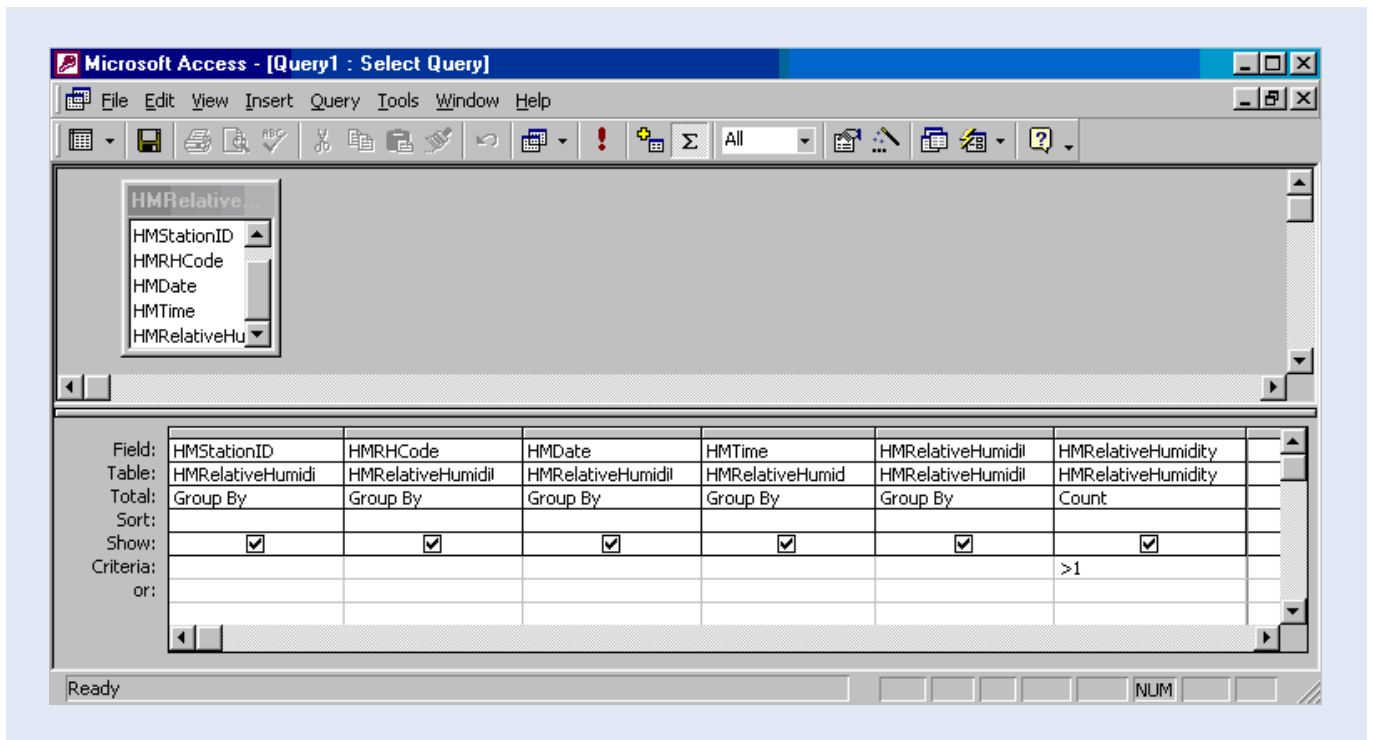 Microsoft Access - [Query1 : Select Query]
File Edit View Insert Query Tools Window Help
ABC
Σ All
HMRelative...
HMStationID
HMRHCode
HMDate
HMTime
HMRelativeHu
Field: HMStationID HMRHCode HMDate HMTime HMRelativeHumidil HMRelativeHumidity
Table: HMRelativeHumidi HMRelativeHumidil HMRelativeHumidil HMRelativeHumid HMRelativeHumidil HMRelativeHumidity
Total: Group By Group By Group By Group By Group By Count
Sort:
Show:
Criteria: >1
or:
Ready NUM